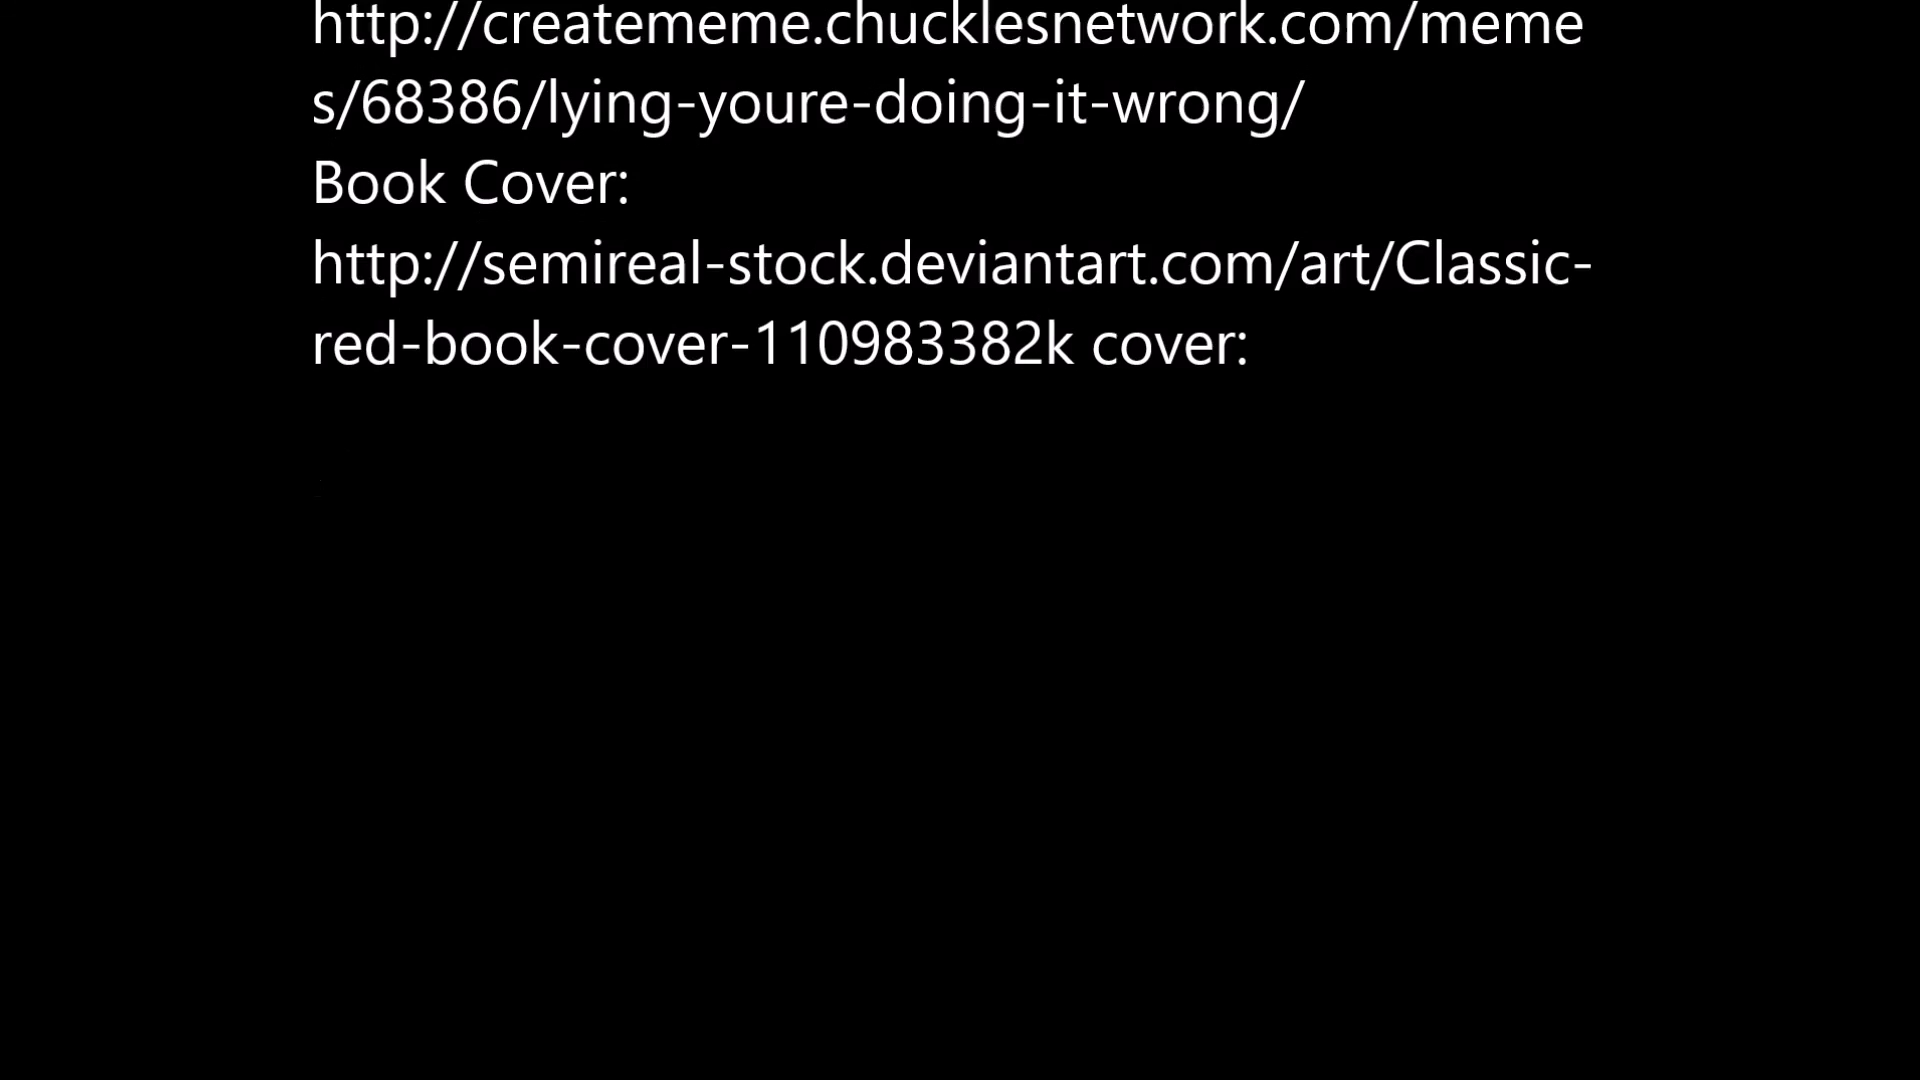 http://creatememe.chucklesnetwork.com/meme
s/68386/lying-youre-doing-it-wrong/
Book Cover:
http://semireal-stock.deviantart.com/art/Classic-
red-book-cover-110983382k cover: